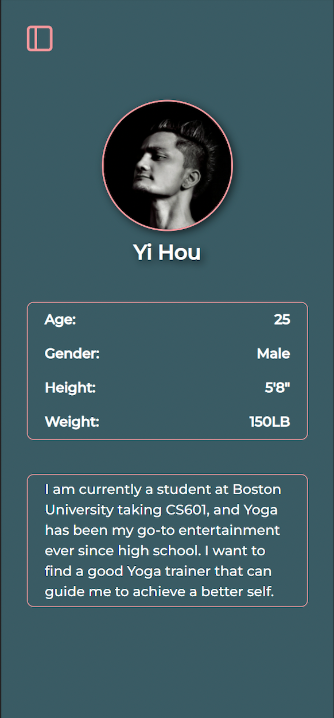 Yi Hou
Age: 25
Gender: Male
Height: 5'8"
Weight: 150LB
I am currently a student at Boston
University taking CS601, and Yoga
has been my go-to entertainment
ever since high school. I want to
find a good Yoga trainer that can
guide me to achieve a better self.